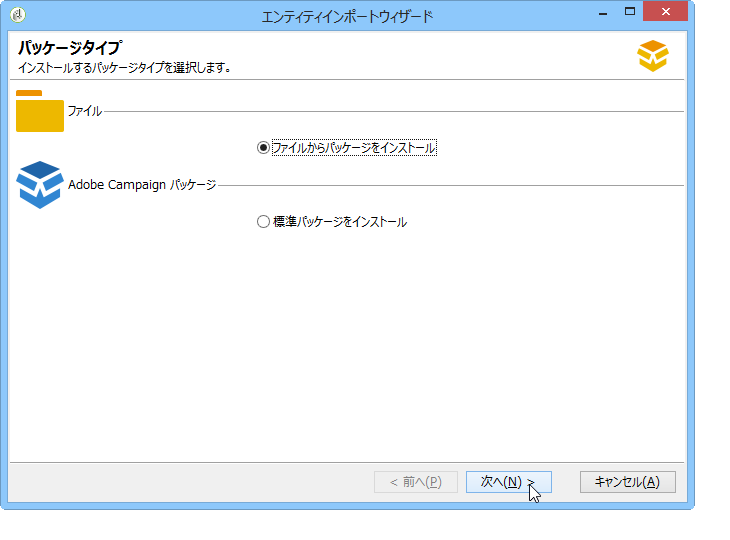 エンティティインポートウィザード
パッケージタイプ
インストールするパッケージタイプを選択します。
ファイル
ファイルからパッケージをインストール
Adobe Campaign パッケージ
標準パッケージをインストール
< 前へ(P)
次へ(N) >
キャンセル(A)